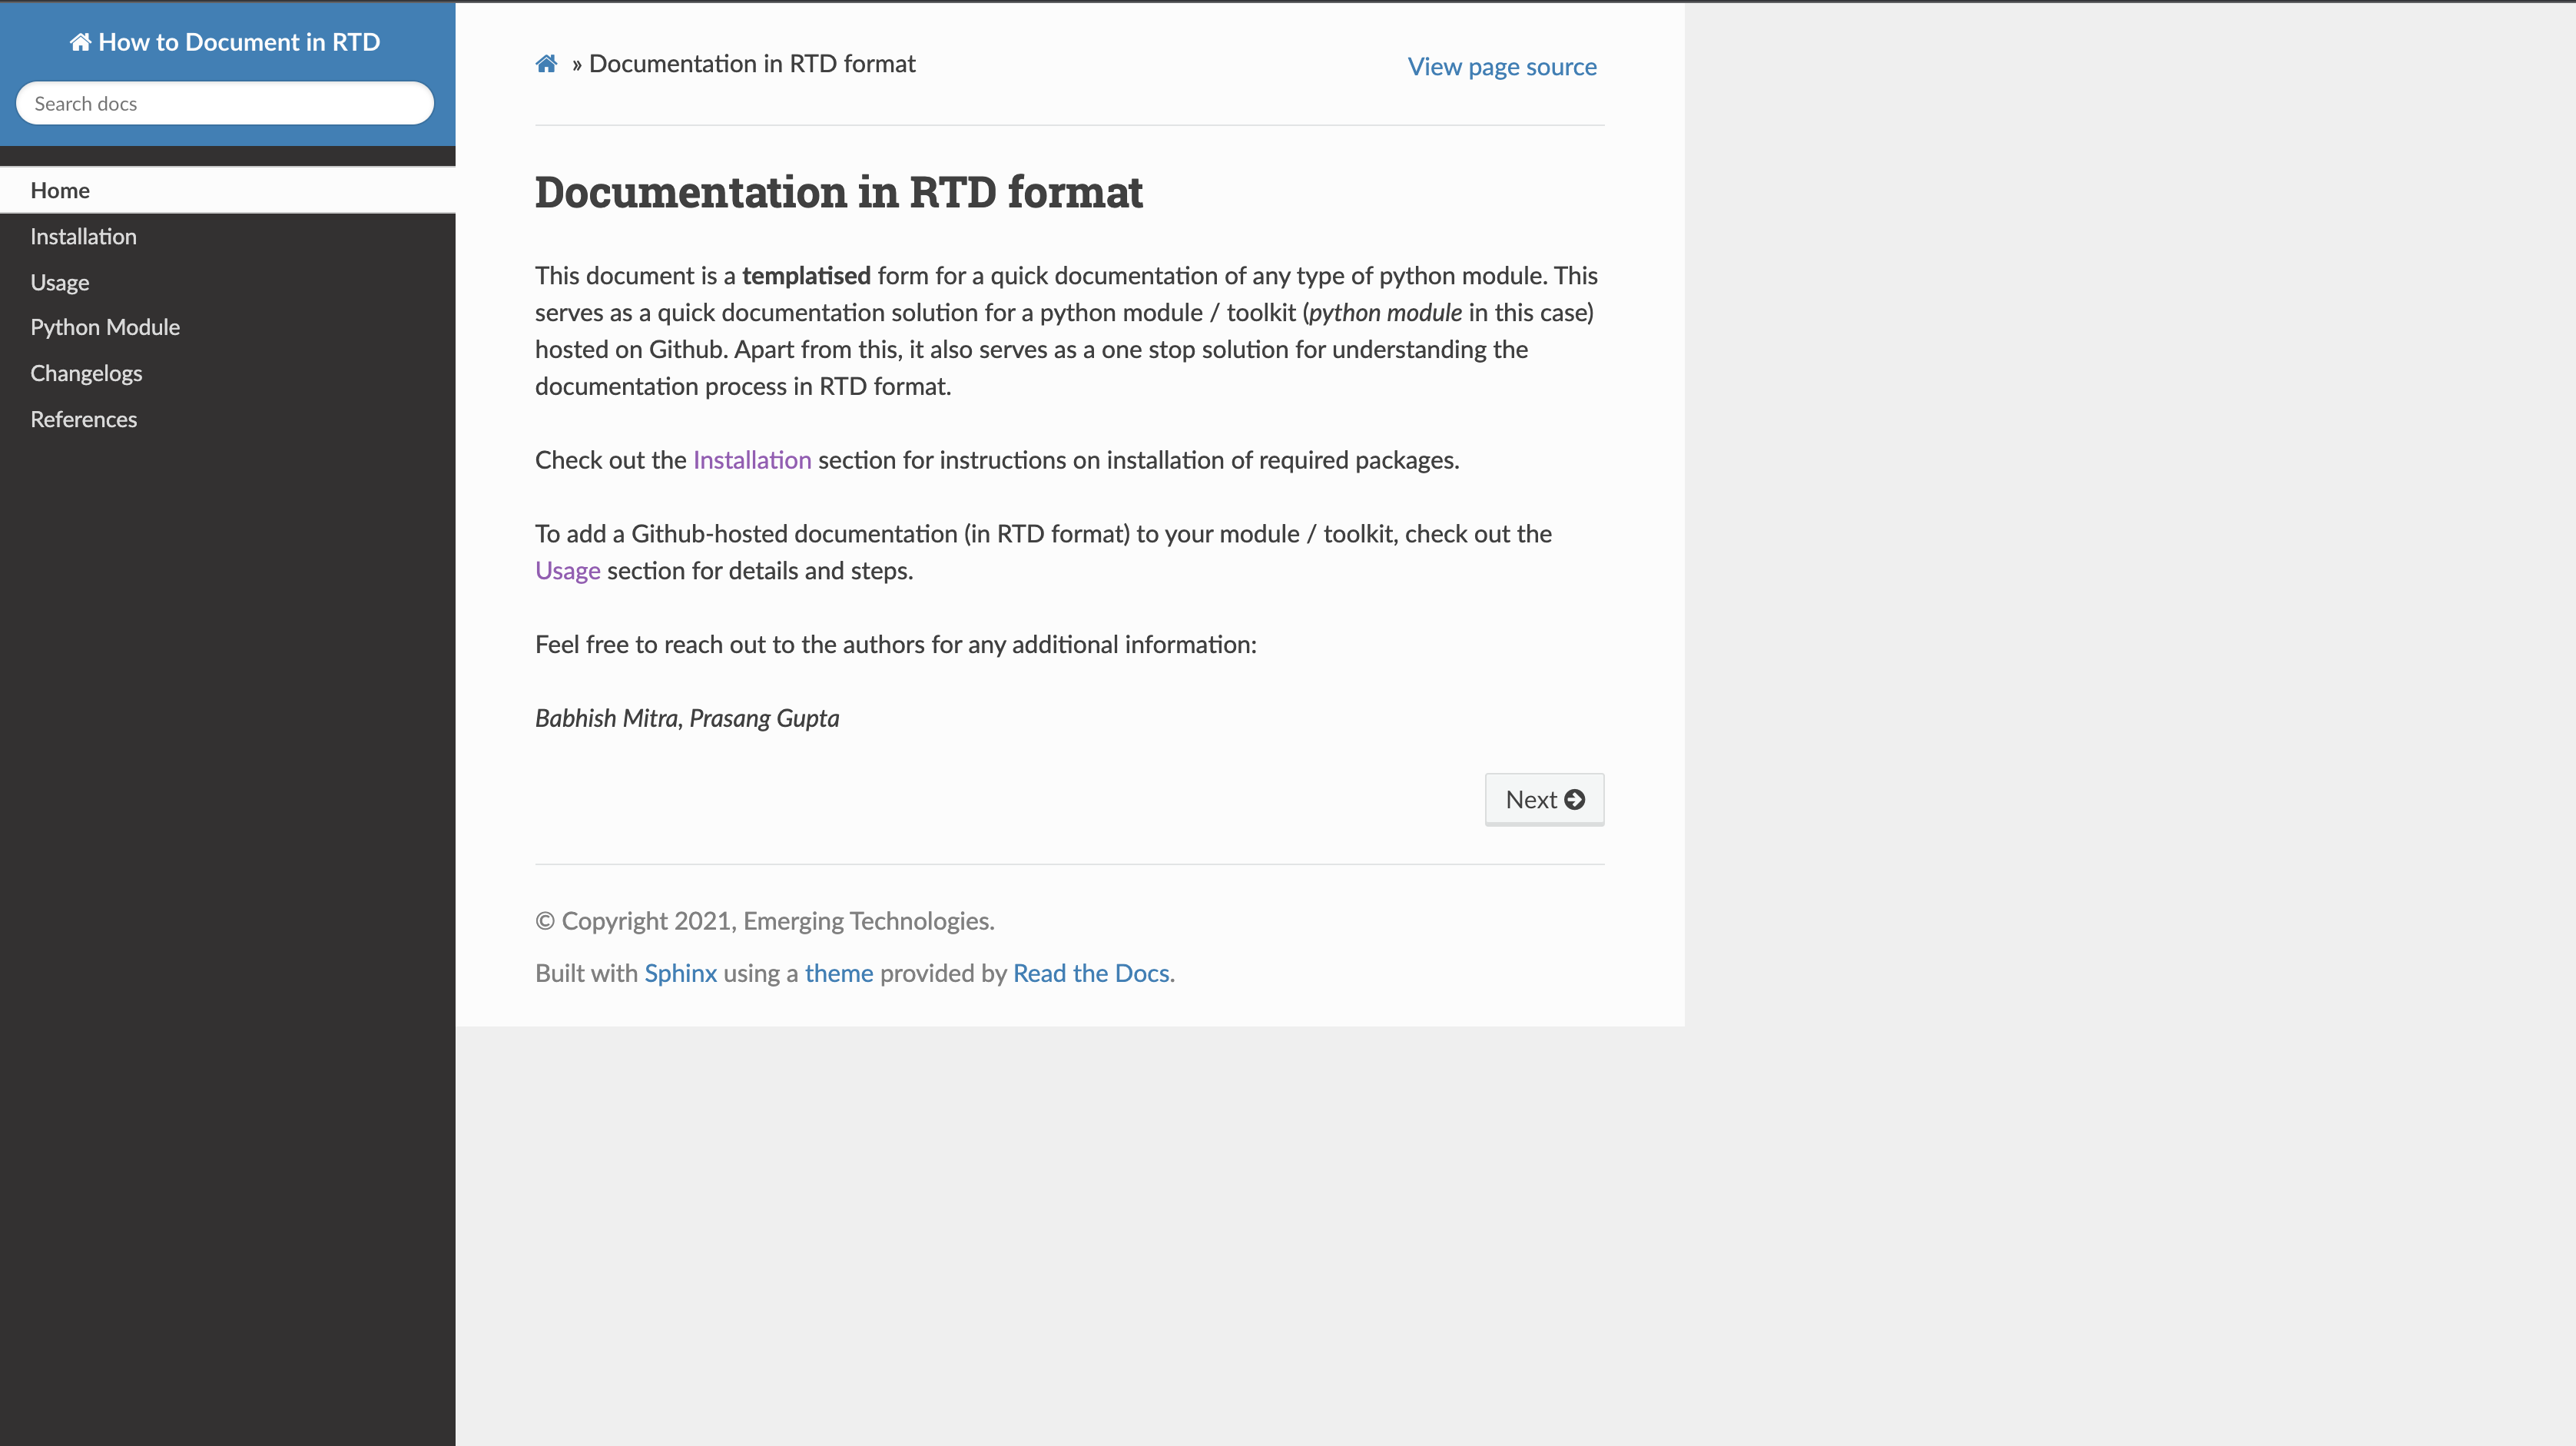 How to Document in RTD
Search docs
Home
Installation
Usage
Python Module
Changelogs
References
» Documentation in RTD format
View page source
Documentation in RTD format
This document is a templatised form for a quick documentation of any type of python module. This
serves as a quick documentation solution for a python module / toolkit (python module in this case)
hosted on Github. Apart from this, it also serves as a one stop solution for understanding the
documentation process in RTD format.
Check out the Installation section for instructions on installation of required packages.
To add a Github-hosted documentation (in RTD format) to your module / toolkit, check out the
Usage section for details and steps.
Feel free to reach out to the authors for any additional information:
Babhish Mitra, Prasang Gupta
Next
© Copyright 2021, Emerging Technologies.
Built with Sphinx using a theme provided by Read the Docs.